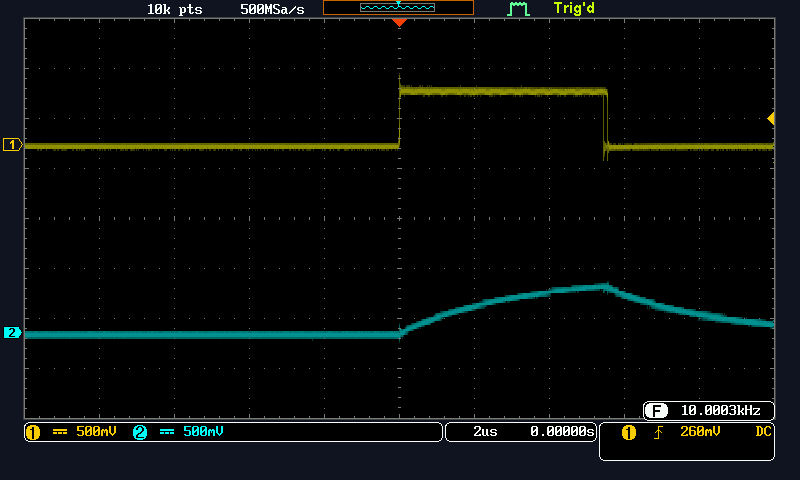 10k pts 500MSa/s Trig'd
1
2
F 10.0003kHz
1 500mV 2 500mV 2us 0.00000s 1 260mV DC